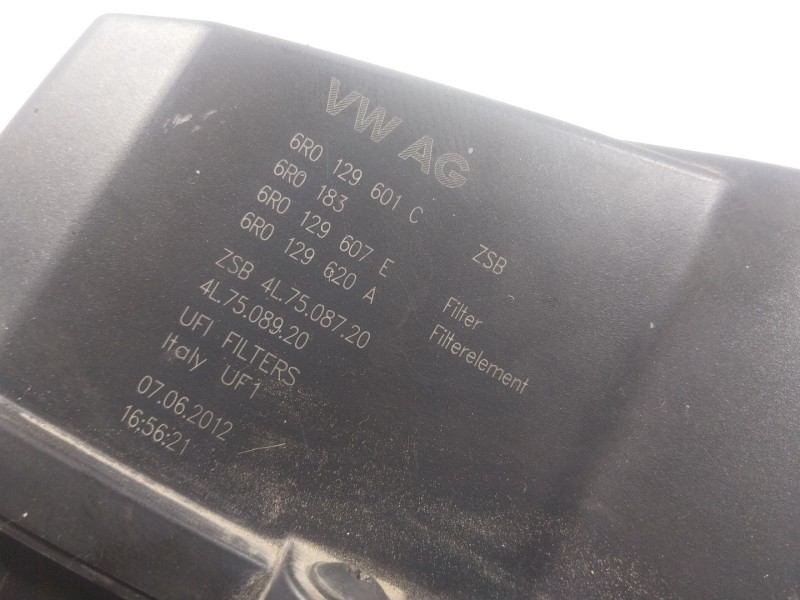 VW AG
6R0 129 601 C ZSB
6R0 183
6R0 129 607 E Filter
6R0 129 620 A Filterelement
ZSB 4L.75.087.20
4L.75.089.20
UFI FILTERS
Italy UF1
07.06.2012
16:56:21